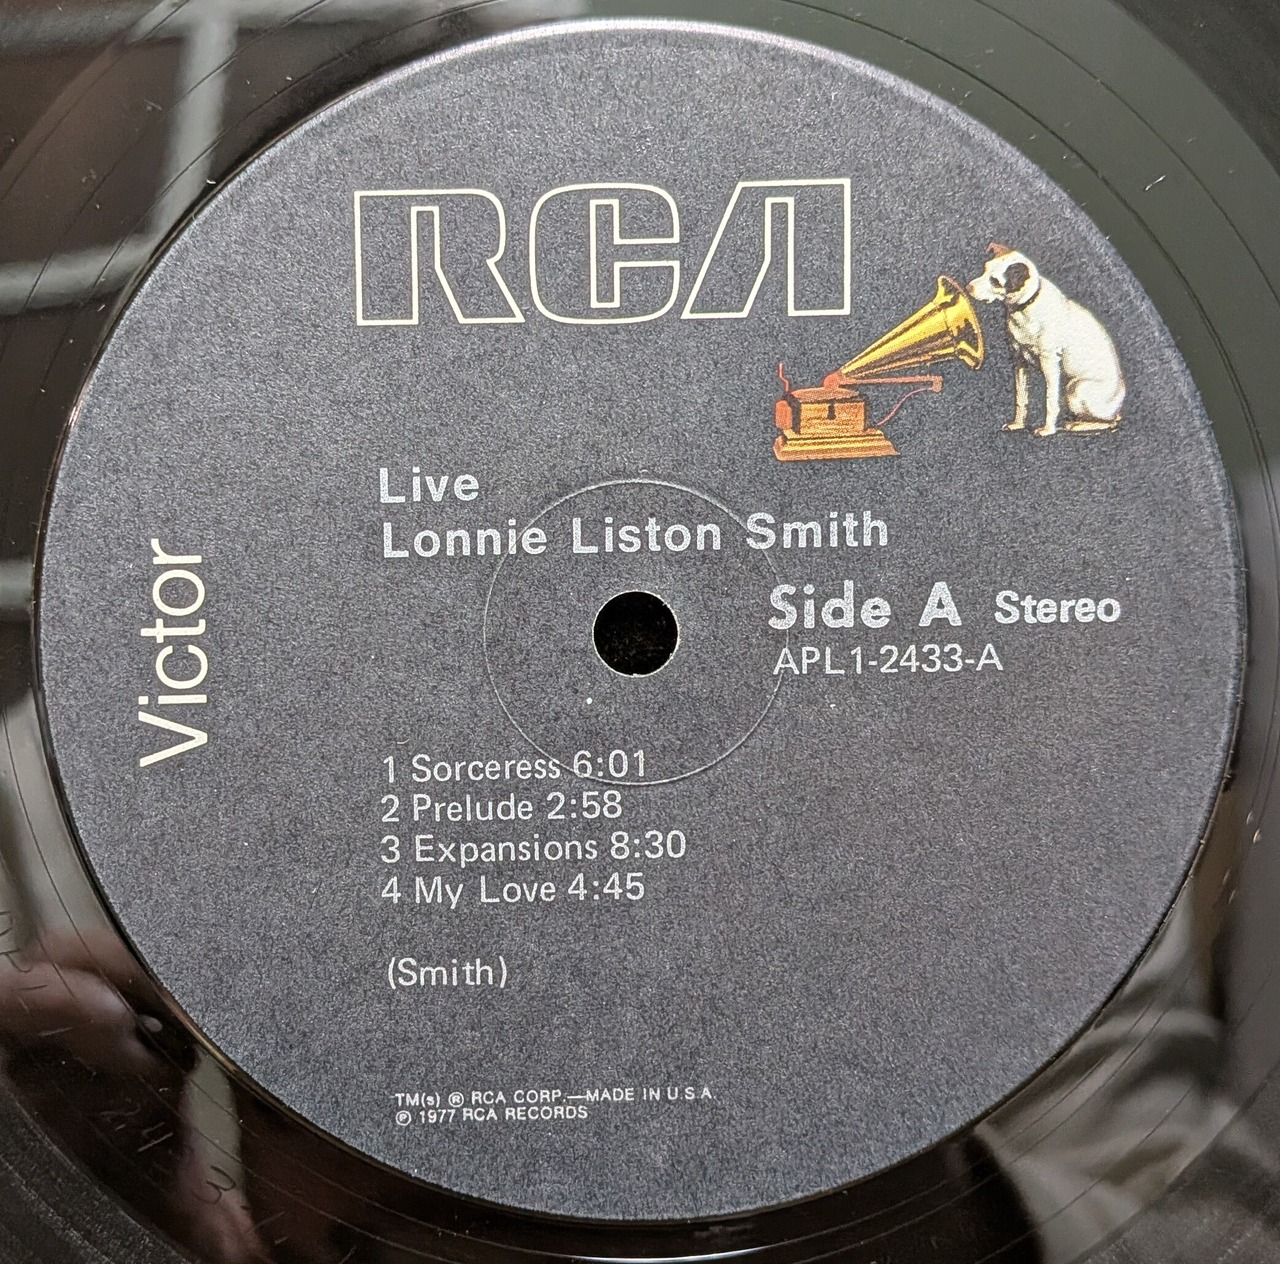 RCA
Victor
Live
Lonnie Liston Smith
Side A Stereo
APL1-2433-A
1 Sorceress 6:01
2 Prelude 2:58
3 Expansions 8:30
4 My Love 4:45
(Smith)
TM(s) ® RCA CORP.—MADE IN U.S.A.
℗ 1977 RCA RECORDS